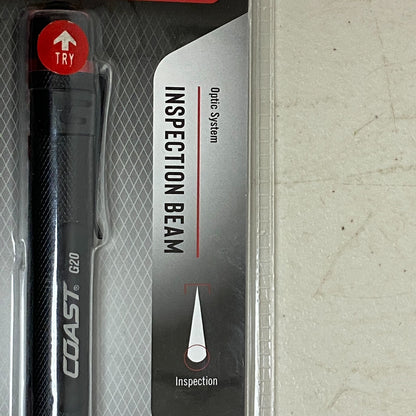 TRY
Optic System
INSPECTION BEAM
COAST® G20
Inspection